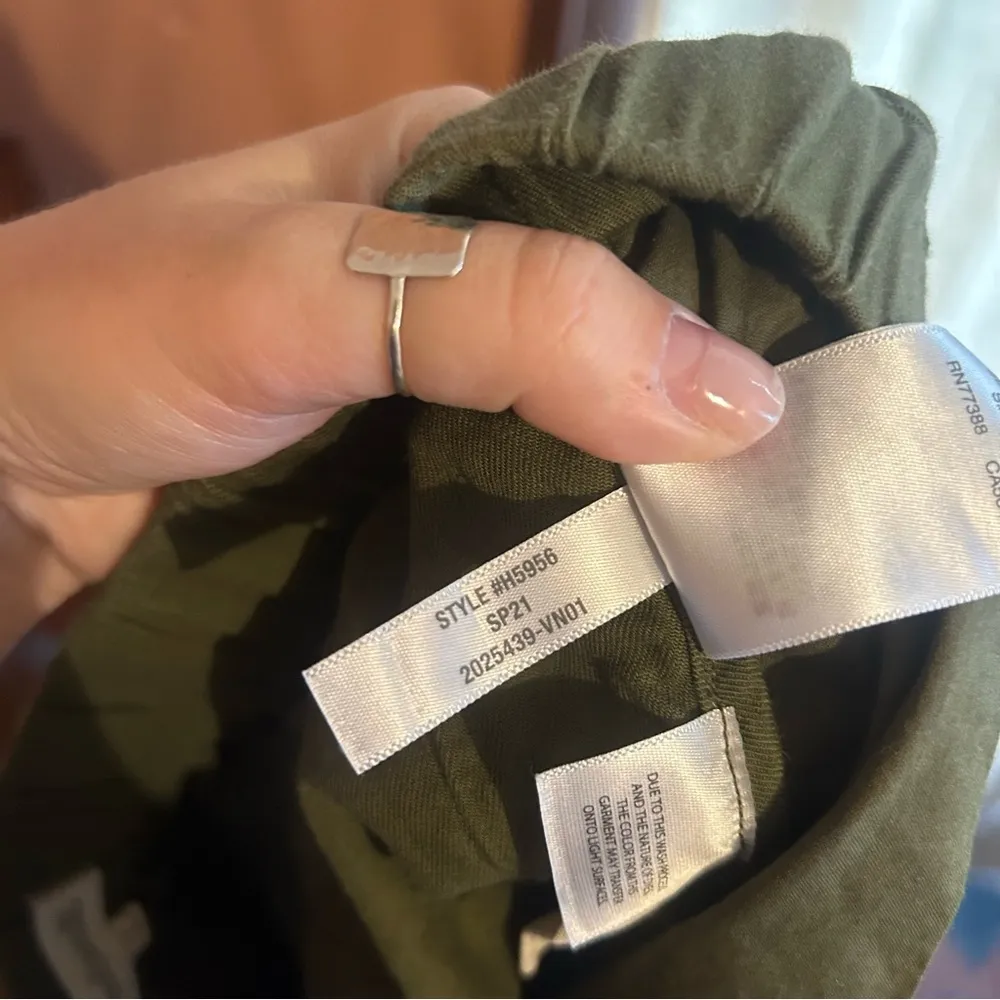 RN77388
STYLE #H5956
SP21
2025439-VN01
DUE TO THIS WASH
AND THE NATURE OF DYES
THE COLOR FROM THIS
GARMENT MAY TRANSFER
ONTO LIGHT SURFACES